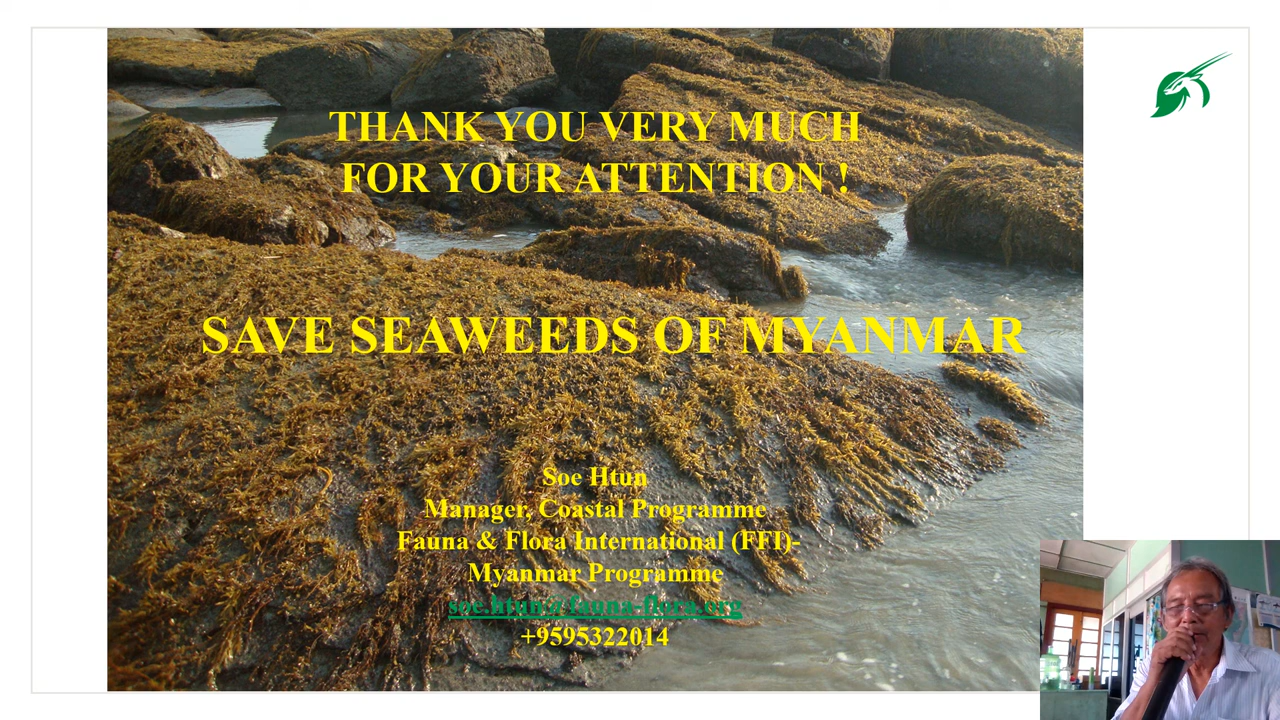 THANK YOU VERY MUCH
FOR YOUR ATTENTION !
SAVE SEAWEEDS OF MYANMAR
Soe Htun
Manager, Coastal Programme
Fauna & Flora International (FFI)-
Myanmar Programme
soe.htun@fauna-flora.org
+9595322014